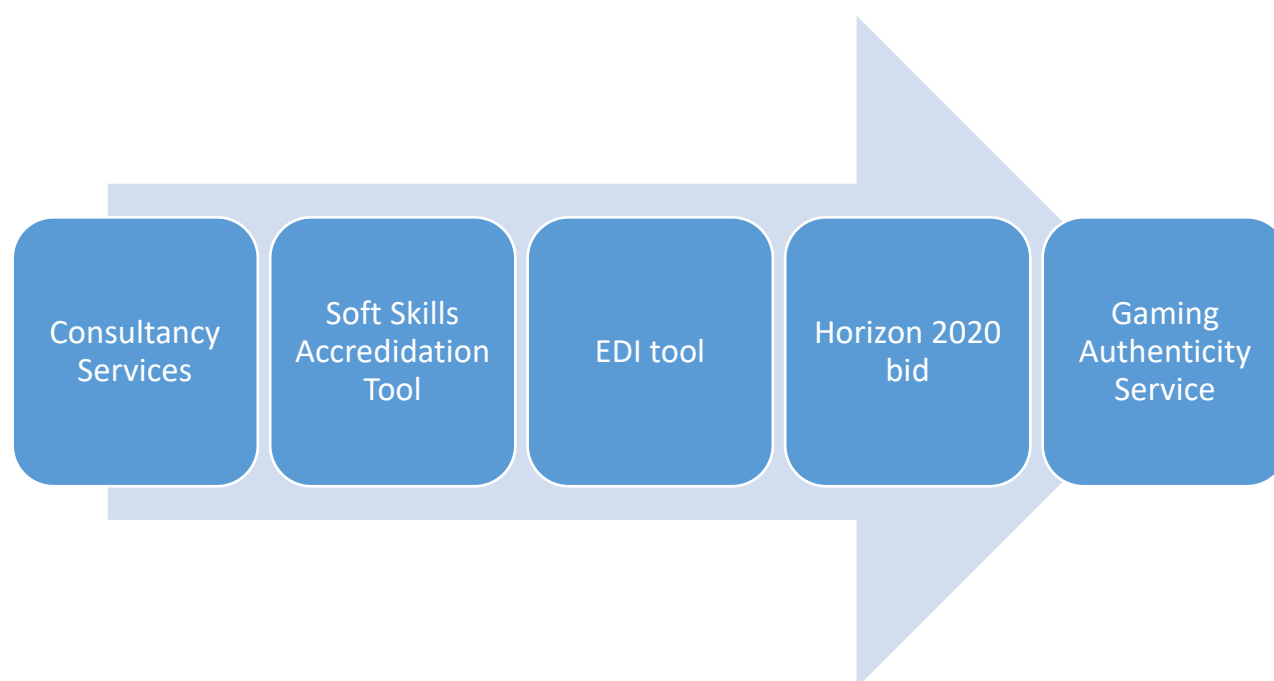 Consultancy
Services
Soft Skills
Accredidation
Tool
EDI tool
Horizon 2020
bid
Gaming
Authenticity
Service